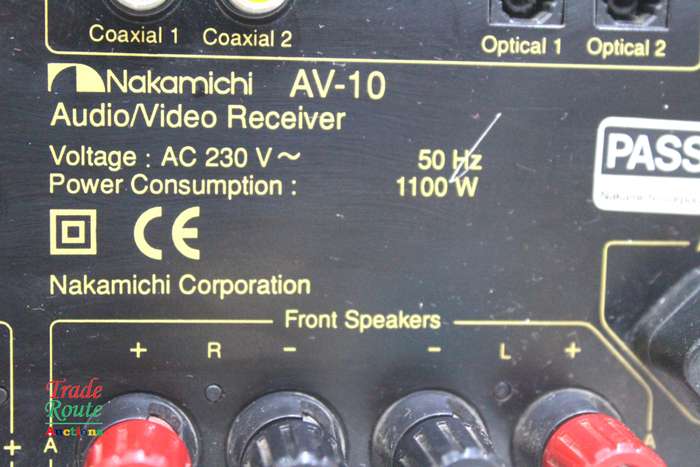 Coaxial 1 Coaxial 2 Optical 1 Optical 2
Nakamichi AV-10
Audio/Video Receiver
Voltage : AC 230 V~ 50 Hz
PASS
Power Consumption : 1100 W
CE
Nakamichi Corporation
Front Speakers
+ R − − L +
Trade
Route
Auctions
+ A A